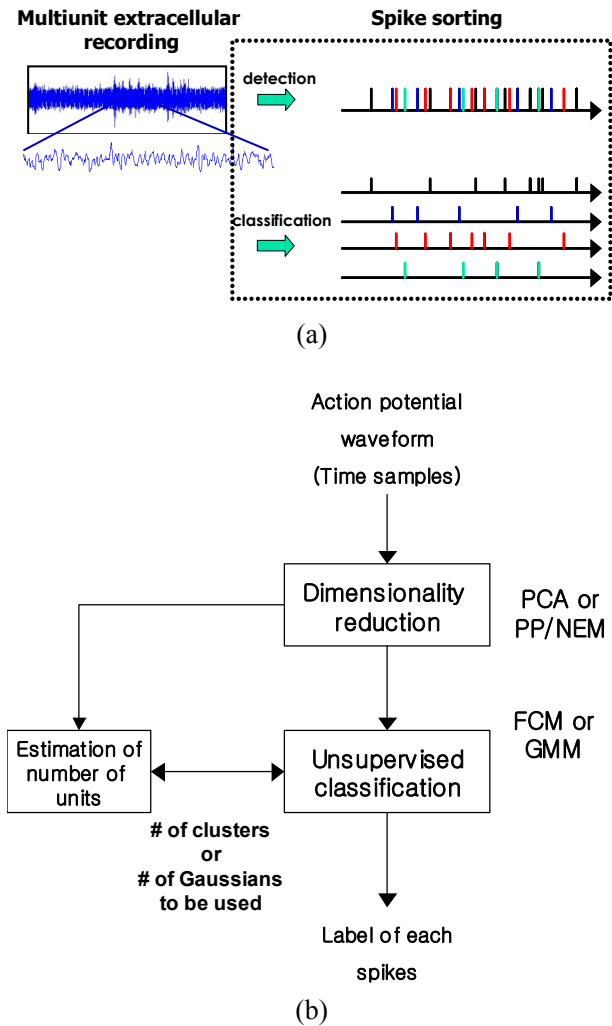 Multiunit extracellular
recording
Spike sorting
detection
classification
(a)
Action potential
waveform
(Time samples)
Dimensionality
reduction
PCA or
PP/NEM
FCM or
GMM
Estimation of
number of
units
Unsupervised
classification
# of clusters
or
# of Gaussians
to be used
Label of each
spikes
(b)